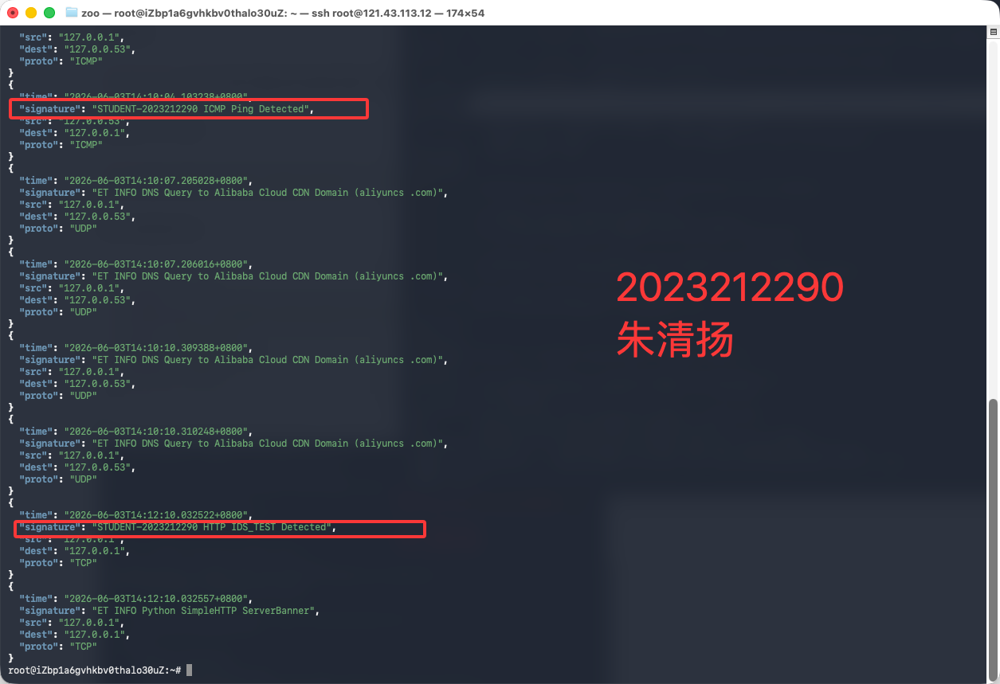 zoo — root@iZbp1a6gvhkbv0thalo30uZ: ~ — ssh root@121.43.113.12 — 174×54
"src": "127.0.0.1",
"dest": "127.0.0.53",
"proto": "ICMP"
}
{
"time": "2026-06-03T14:10:04.103238+0800",
"signature": "STUDENT-2023212290 ICMP Ping Detected",
"src": "127.0.0.53",
"dest": "127.0.0.1",
"proto": "ICMP"
}
{
"time": "2026-06-03T14:10:07.205028+0800",
"signature": "ET INFO DNS Query to Alibaba Cloud CDN Domain (aliyuncs .com)",
"src": "127.0.0.1",
"dest": "127.0.0.53",
"proto": "UDP"
}
{
"time": "2026-06-03T14:10:07.206016+0800",
"signature": "ET INFO DNS Query to Alibaba Cloud CDN Domain (aliyuncs .com)",
"src": "127.0.0.1",
"dest": "127.0.0.53",
"proto": "UDP"
}
{
"time": "2026-06-03T14:10:10.309388+0800",
"signature": "ET INFO DNS Query to Alibaba Cloud CDN Domain (aliyuncs .com)",
"src": "127.0.0.1",
"dest": "127.0.0.53",
"proto": "UDP"
}
{
"time": "2026-06-03T14:10:10.310248+0800",
"signature": "ET INFO DNS Query to Alibaba Cloud CDN Domain (aliyuncs .com)",
"src": "127.0.0.1",
"dest": "127.0.0.53",
"proto": "UDP"
}
{
"time": "2026-06-03T14:12:10.032522+0800",
"signature": "STUDENT-2023212290 HTTP IDS_TEST Detected",
"src": "127.0.0.1",
"dest": "127.0.0.1",
"proto": "TCP"
}
{
"time": "2026-06-03T14:12:10.032557+0800",
"signature": "ET INFO Python SimpleHTTP ServerBanner",
"src": "127.0.0.1",
"dest": "127.0.0.1",
"proto": "TCP"
}
root@iZbp1a6gvhkbv0thalo30uZ:~#
2023212290
朱清扬